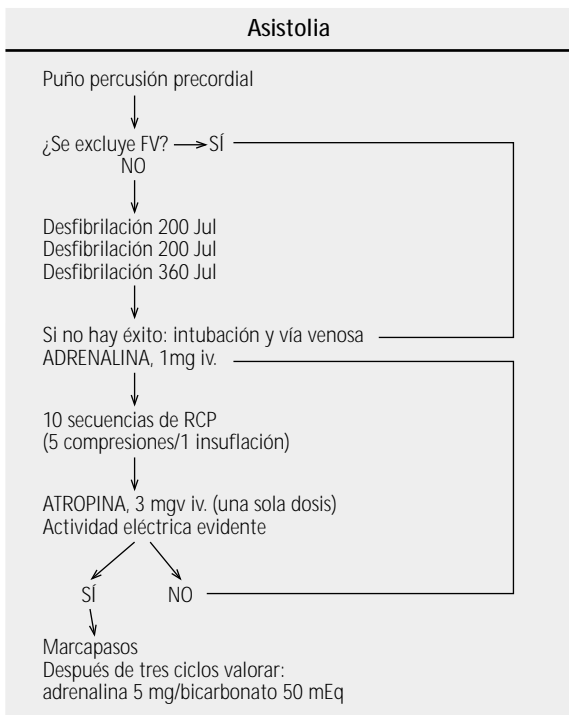 Asistolia
Puño percusión precordial
¿Se excluye FV? SÍ
NO
Desfibrilación 200 Jul
Desfibrilación 200 Jul
Desfibrilación 360 Jul
Si no hay éxito: intubación y vía venosa
ADRENALINA, 1mg iv.
10 secuencias de RCP
(5 compresiones/1 insuflación)
ATROPINA, 3 mgv iv. (una sola dosis)
Actividad eléctrica evidente
SÍ NO
Marcapasos
Después de tres ciclos valorar:
adrenalina 5 mg/bicarbonato 50 mEq